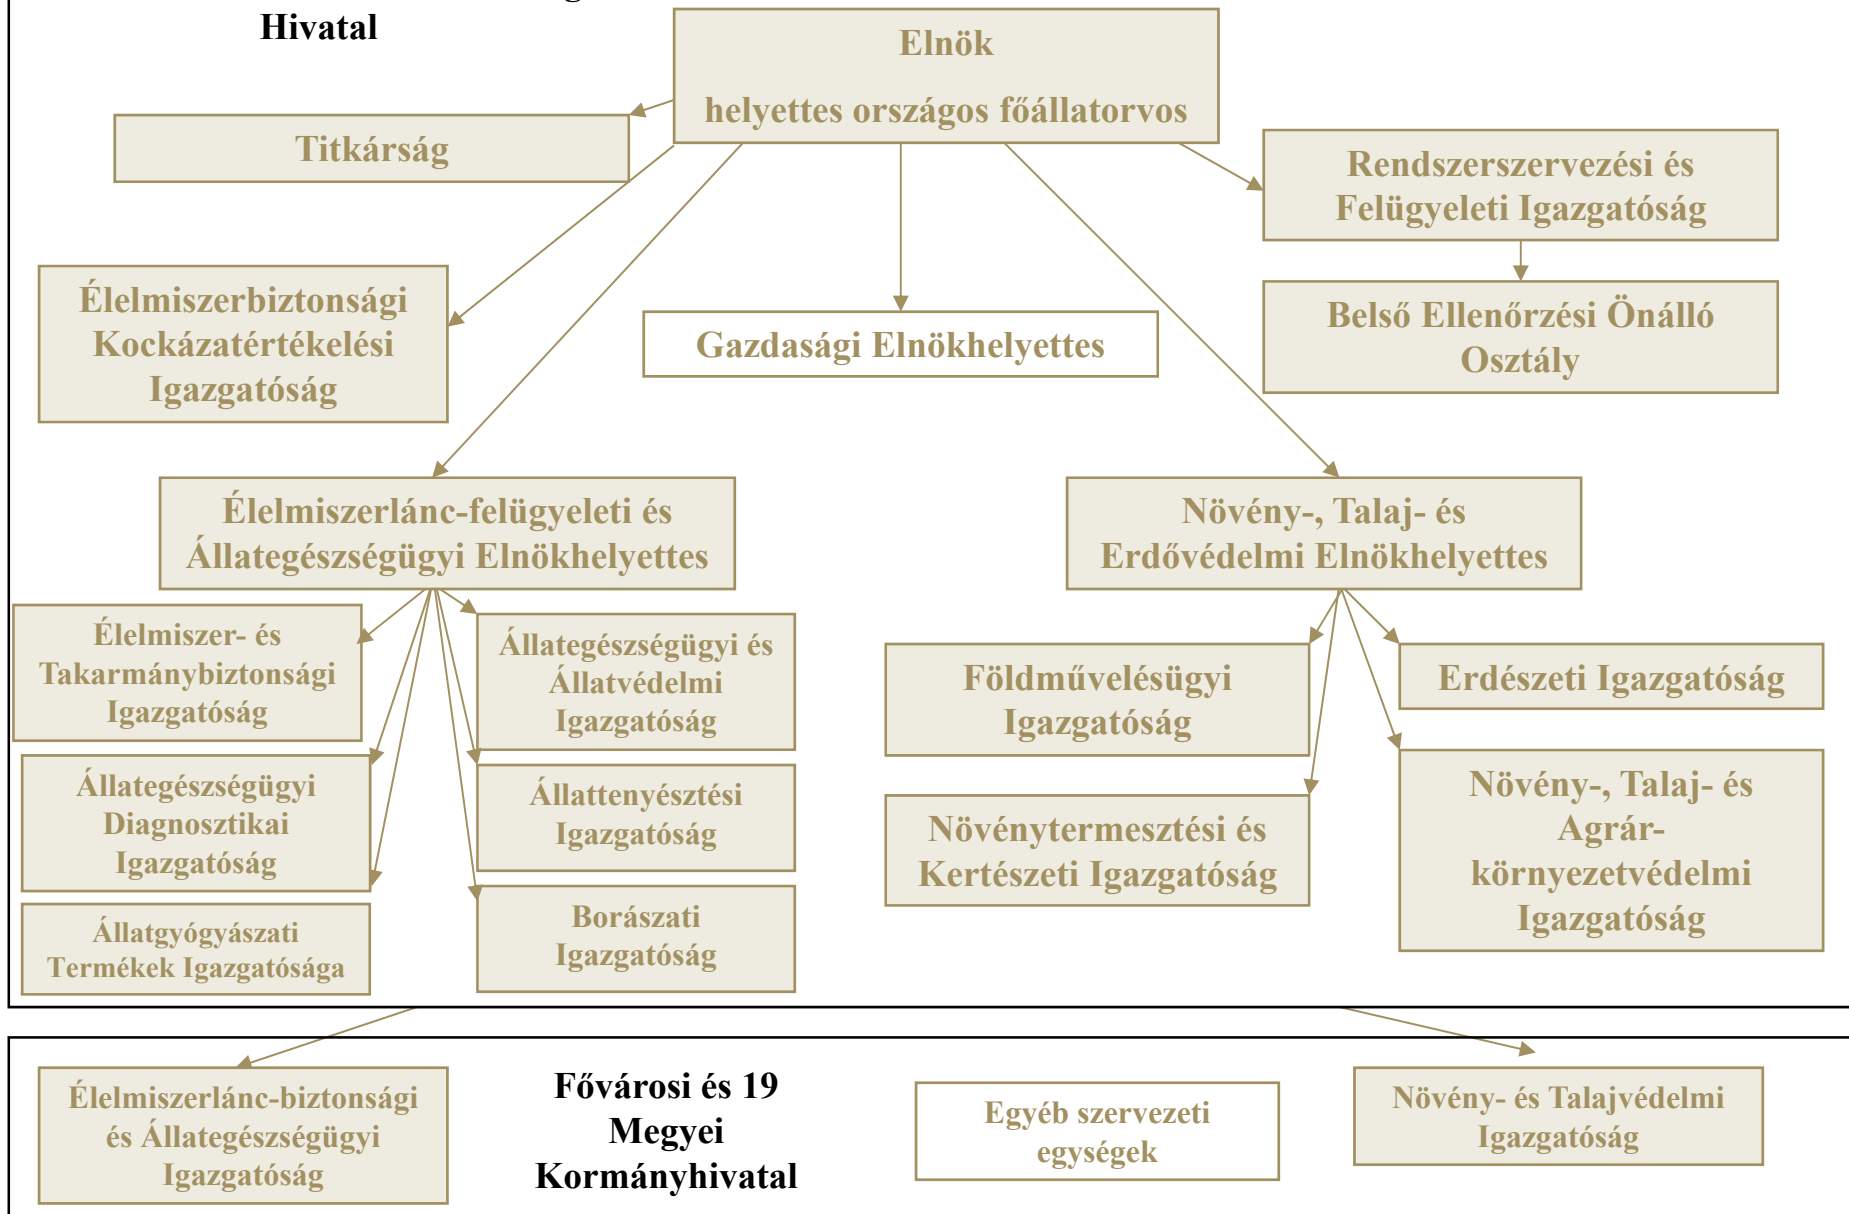 Hivatal
Elnök
helyettes országos főállatorvos
Titkárság
Rendszerszervezési és
Felügyeleti Igazgatóság
Élelmiszerbiztonsági
Kockázatértékelési
Igazgatóság
Gazdasági Elnökhelyettes
Belső Ellenőrzési Önálló
Osztály
Élelmiszerlánc-felügyeleti és
Állategészségügyi Elnökhelyettes
Növény-, Talaj- és
Erdővédelmi Elnökhelyettes
Élelmiszer- és
Takarmánybiztonsági
Igazgatóság
Állategészségügyi és
Állatvédelmi
Igazgatóság
Földművelésügyi
Igazgatóság
Erdészeti Igazgatóság
Állategészségügyi
Diagnosztikai
Igazgatóság
Állattenyésztési
Igazgatóság
Növénytermesztési és
Kertészeti Igazgatóság
Növény-, Talaj- és
Agrár-
környezetvédelmi
Igazgatóság
Állatgyógyászati
Termékek Igazgatósága
Borászati
Igazgatóság
Élelmiszerlánc-biztonsági
és Állategészségügyi
Igazgatóság
Fővárosi és 19
Megyei
Kormányhivatal
Egyéb szervezeti
egységek
Növény- és Talajvédelmi
Igazgatóság